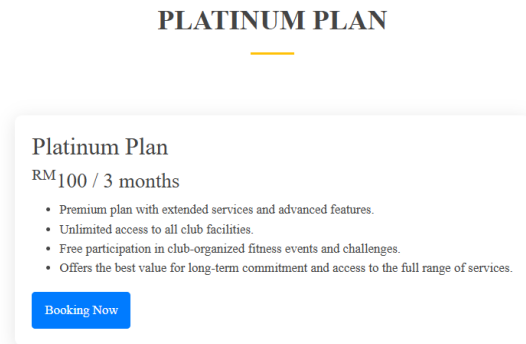 PLATINUM PLAN
Platinum Plan
RM100 / 3 months
• Premium plan with extended services and advanced features.
• Unlimited access to all club facilities.
• Free participation in club-organized fitness events and challenges.
• Offers the best value for long-term commitment and access to the full range of services.
Booking Now